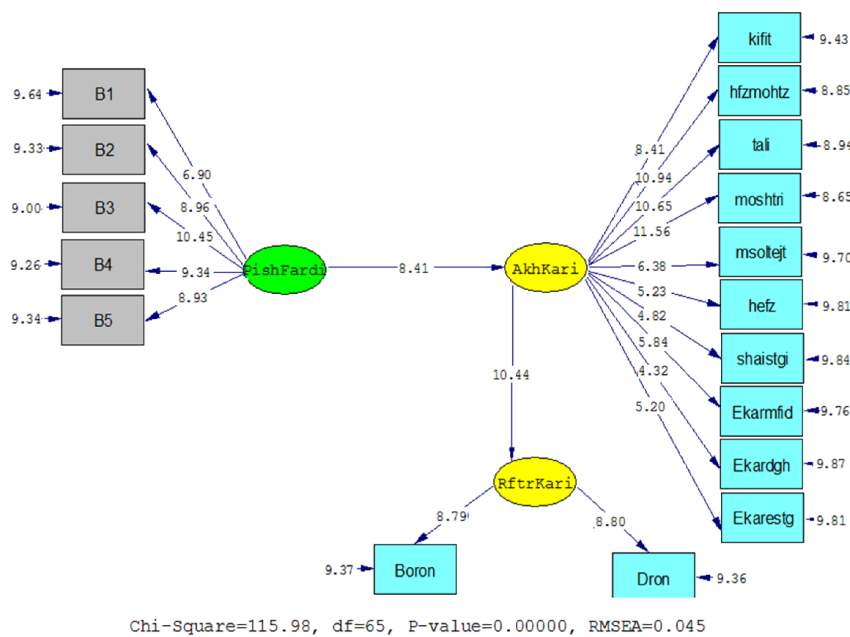 kifit
9.43
hfzmohtz
8.85
tali
8.94
moshtri
8.65
msoltejt
9.70
hefz
9.81
shaistgi
9.84
Ekarmfid
9.76
Ekardgh
9.87
Ekarestg
9.81
9.64 B1
9.33 B2
9.00 B3
9.26 B4
9.34 B5
6.90
8.96
10.45
9.34
8.93
PishFardi
8.41
AkhKari
8.41
10.94
10.65
11.56
6.38
5.23
4.82
5.84
4.32
5.20
10.44
RftrKari
8.79
8.80
9.37 Boron
Dron 9.36
Chi-Square=115.98, df=65, P-value=0.00000, RMSEA=0.045